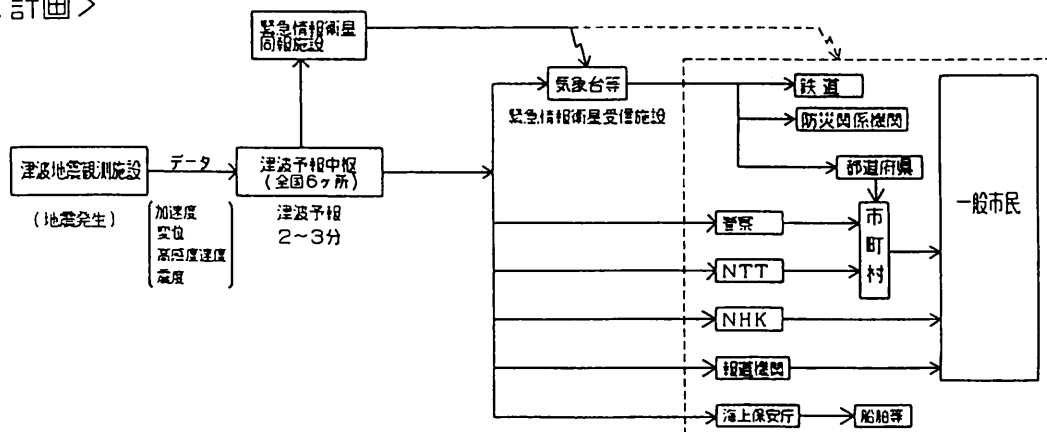 計画>
緊急情報衛星
同報施設
気象台等
緊急情報衛星受信施設
鉄道
防災関係機関
都道府県
津波地震観測施設
データ
津波予報中枢
(全国6ヶ所)
(地震発生)
加速度
変位
高感度速度
震度
津波予報
2~3分
警察
市町村
一般市民
NTT
NHK
報道機関
海上保安庁
船舶等